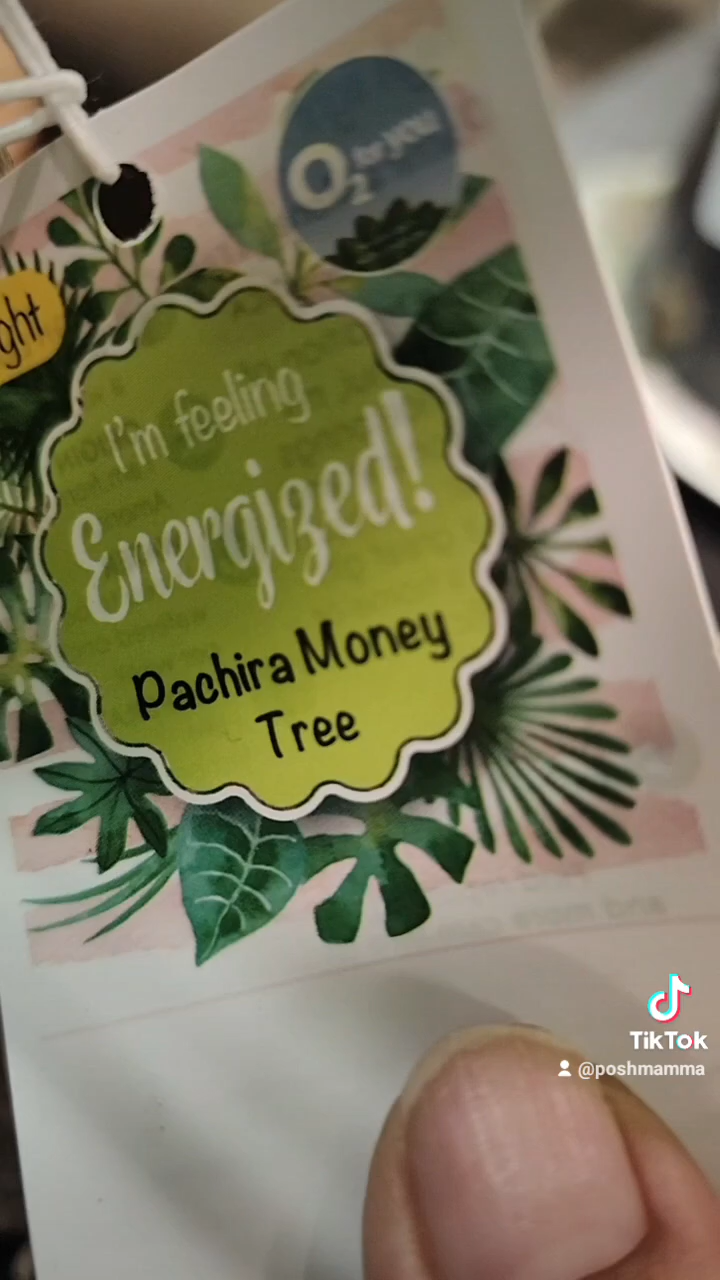 O2 for you
ght
I'm feeling
Energized!
Pachira Money
Tree
TikTok
@poshmamma